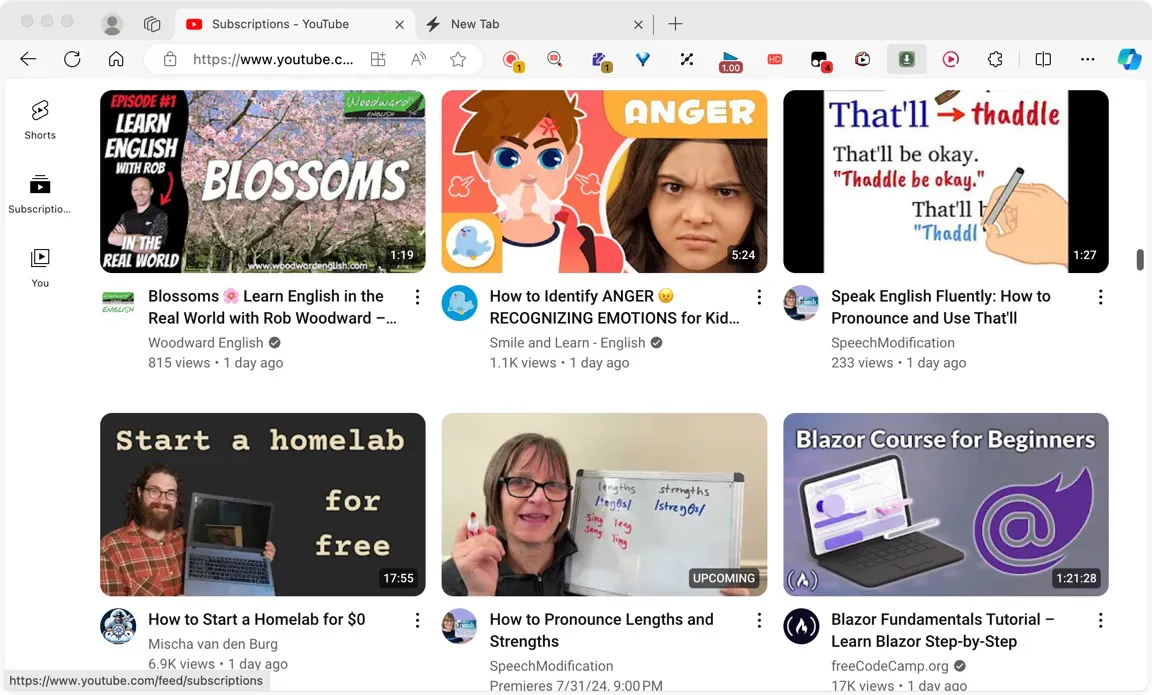 Subscriptions - YouTube
New Tab
https://www.youtube.c...
1
1
1.00
HD
4
Shorts
Subscriptio...
You
EPISODE #1
LEARN
ENGLISH
WITH ROB
IN THE
REAL WORLD
Woodward
ENGLISH
BLOSSOMS
www.woodwardenglish.com
1:19
ANGER
5:24
That'll → thaddle
That'll be okay.
"Thaddle be okay."
That'll b
"Thaddl
1:27
ENGLISH
Blossoms 🌸 Learn English in the
Real World with Rob Woodward –...
Woodward English
815 views • 1 day ago
How to Identify ANGER 😠
RECOGNIZING EMOTIONS for Kid...
Smile and Learn - English
1.1K views • 1 day ago
Speak English Fluently: How to
Pronounce and Use That'll
SpeechModification
233 views • 1 day ago
Start a homelab
for
free
17:55
lengths
strengths
/strengθs/
sing leng
song ling
UPCOMING
Blazor Course for Beginners
1:21:28
How to Start a Homelab for $0
Mischa van den Burg
6.9K views • 1 day ago
How to Pronounce Lengths and
Strengths
SpeechModification
Premieres 7/31/24, 9:00 PM
Blazor Fundamentals Tutorial –
Learn Blazor Step-by-Step
freeCodeCamp.org
17K views • 1 day ago
https://www.youtube.com/feed/subscriptions